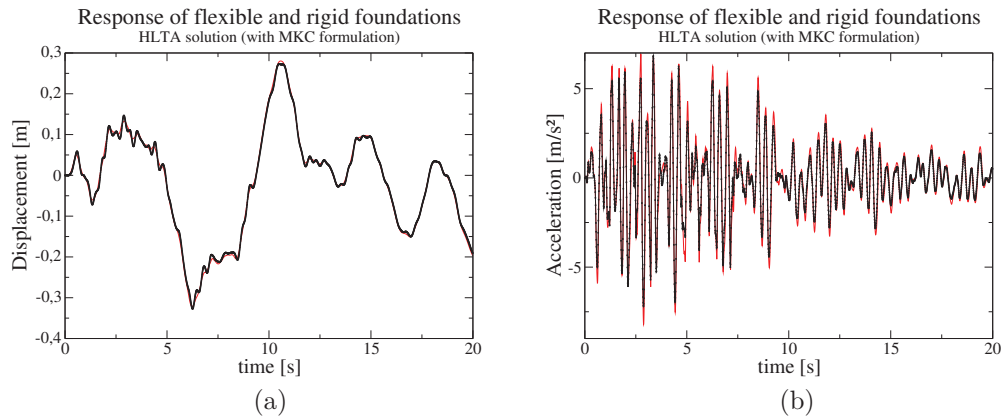 Response of flexible and rigid foundations
HLTA solution (with MKC formulation)
0,3
0,2
0,1
0
-0,1
-0,2
-0,3
0,4
Displacement [m]
0
5
10
15
20
time [s]
(a)
Response of flexible and rigid foundations
HLTA solution (with MKC formulation)
5
0
-5
Acceleration [m/s²]
0
5
10
15
20
time [s]
(b)